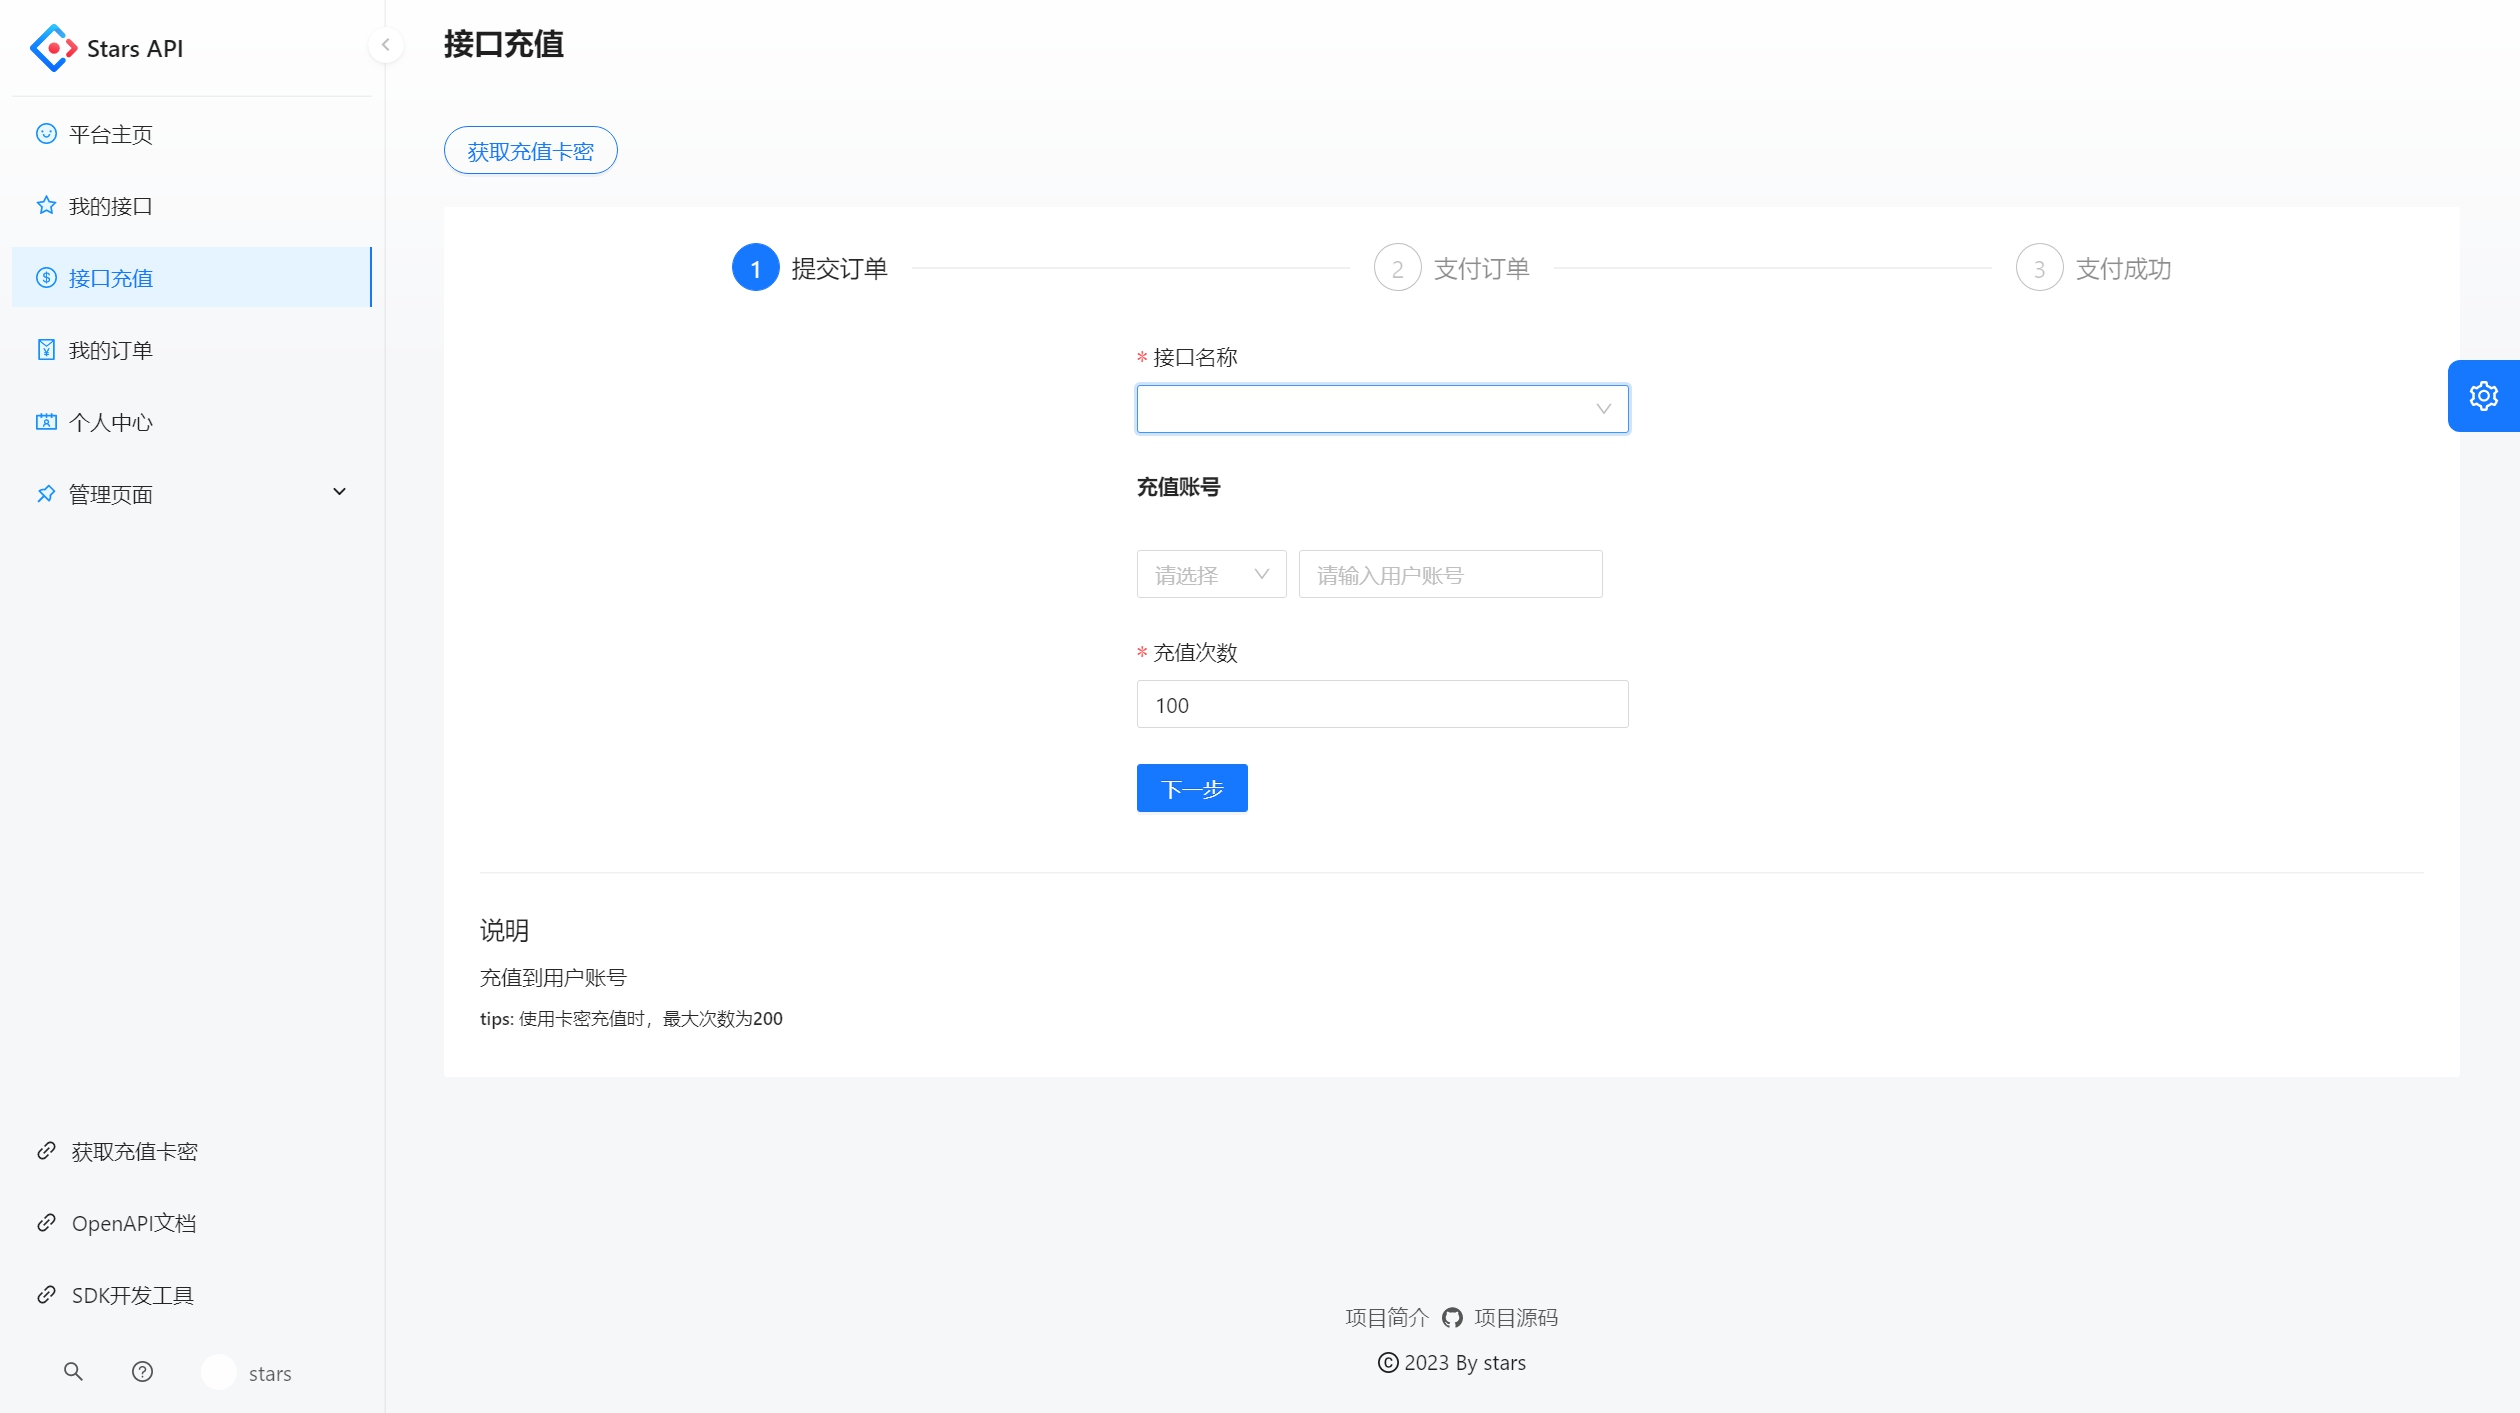 Stars API
平台主页
我的接口
接口充值
我的订单
个人中心
管理页面
获取充值卡密
OpenAPI文档
SDK开发工具
stars
接口充值
获取充值卡密
1 提交订单
2 支付订单
3 支付成功
* 接口名称
充值账号
请选择 请输入用户账号
* 充值次数
100
下一步
说明
充值到用户账号
tips: 使用卡密充值时，最大次数为200
项目简介 项目源码
© 2023 By stars